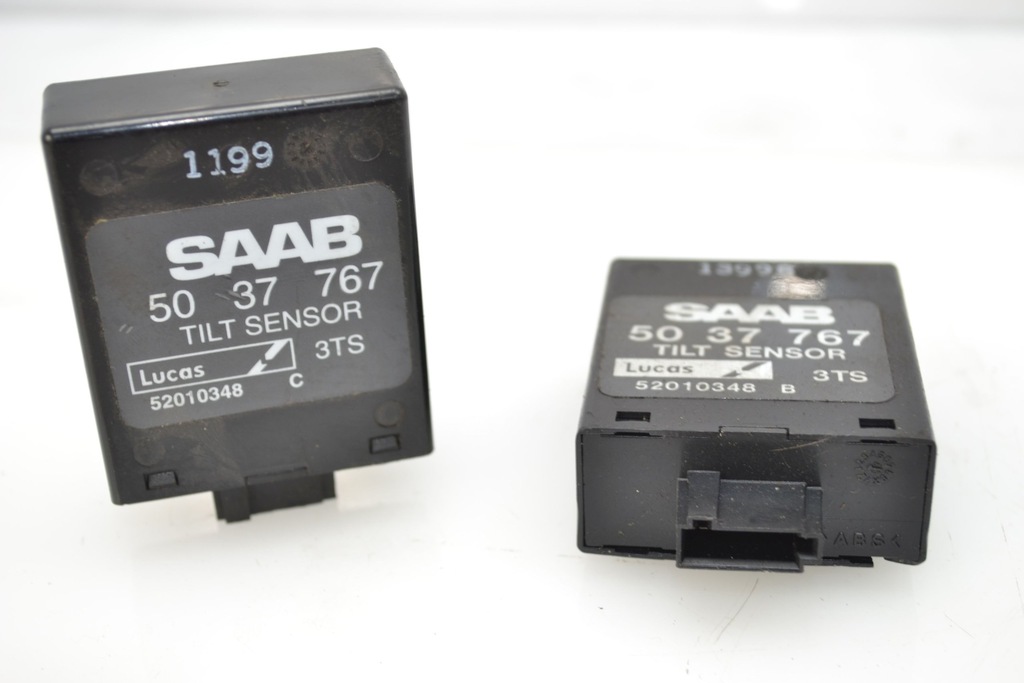 1199
SAAB
50 37 767
TILT SENSOR
Lucas 3TS
52010348 C
SAAB
50 37 767
TILT SENSOR
Lucas 3TS
52010348 B
ABS